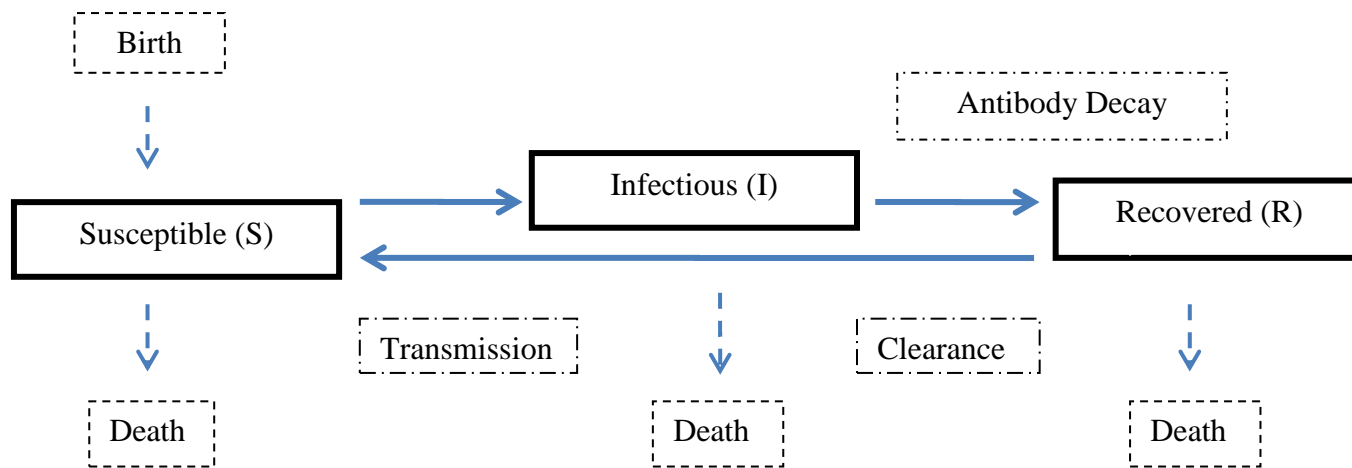 Birth
Antibody Decay
Infectious (I)
Recovered (R)
Susceptible (S)
Transmission
Clearance
Death
Death
Death